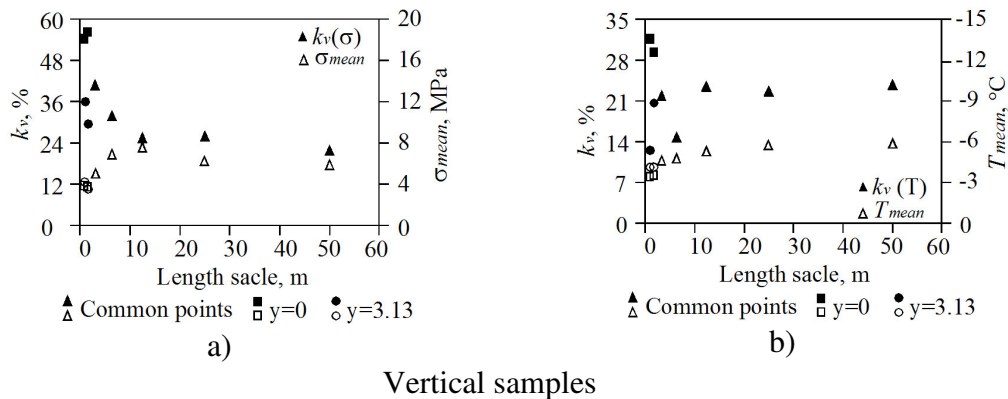 60
48
36
24
12
0
kv, %
▲ kv(σ)
△ σmean
20
16
12
8
4
0
σmean, MPa
0 10 20 30 40 50 60
Length sacle, m
▲ △ Common points ■ □ y=0 ● ○ y=3.13
a)
35
28
21
14
7
0
kv, %
▲ kv (T)
△ Tmean
-15
-12
-9
-6
-3
0
Tmean, °C
0 10 20 30 40 50 60
Length sacle, m
▲ △ Common points ■ □ y=0 ● ○ y=3.13
b)
Vertical samples